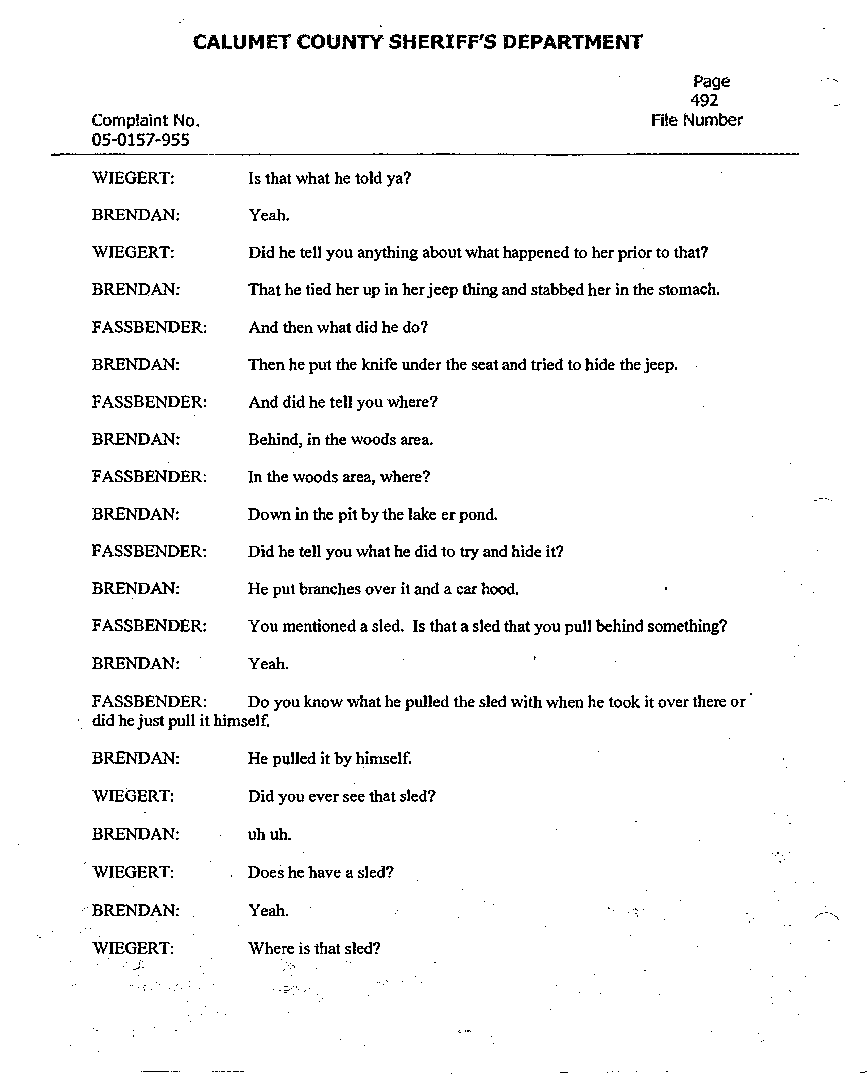 CALUMET COUNTY SHERIFF'S DEPARTMENT
Page
492
Complaint No. File Number
05-0157-955
WIEGERT: Is that what he told ya?
BRENDAN: Yeah.
WIEGERT: Did he tell you anything about what happened to her prior to that?
BRENDAN: That he tied her up in her jeep thing and stabbed her in the stomach.
FASSBENDER: And then what did he do?
BRENDAN: Then he put the knife under the seat and tried to hide the jeep.
FASSBENDER: And did he tell you where?
BRENDAN: Behind, in the woods area.
FASSBENDER: In the woods area, where?
BRENDAN: Down in the pit by the lake er pond.
FASSBENDER: Did he tell you what he did to try and hide it?
BRENDAN: He put branches over it and a car hood.
FASSBENDER: You mentioned a sled. Is that a sled that you pull behind something?
BRENDAN: Yeah.
FASSBENDER: Do you know what he pulled the sled with when he took it over there or
did he just pull it himself.
BRENDAN: He pulled it by himself.
WIEGERT: Did you ever see that sled?
BRENDAN: uh uh.
WIEGERT: Does he have a sled?
BRENDAN: Yeah.
WIEGERT: Where is that sled?